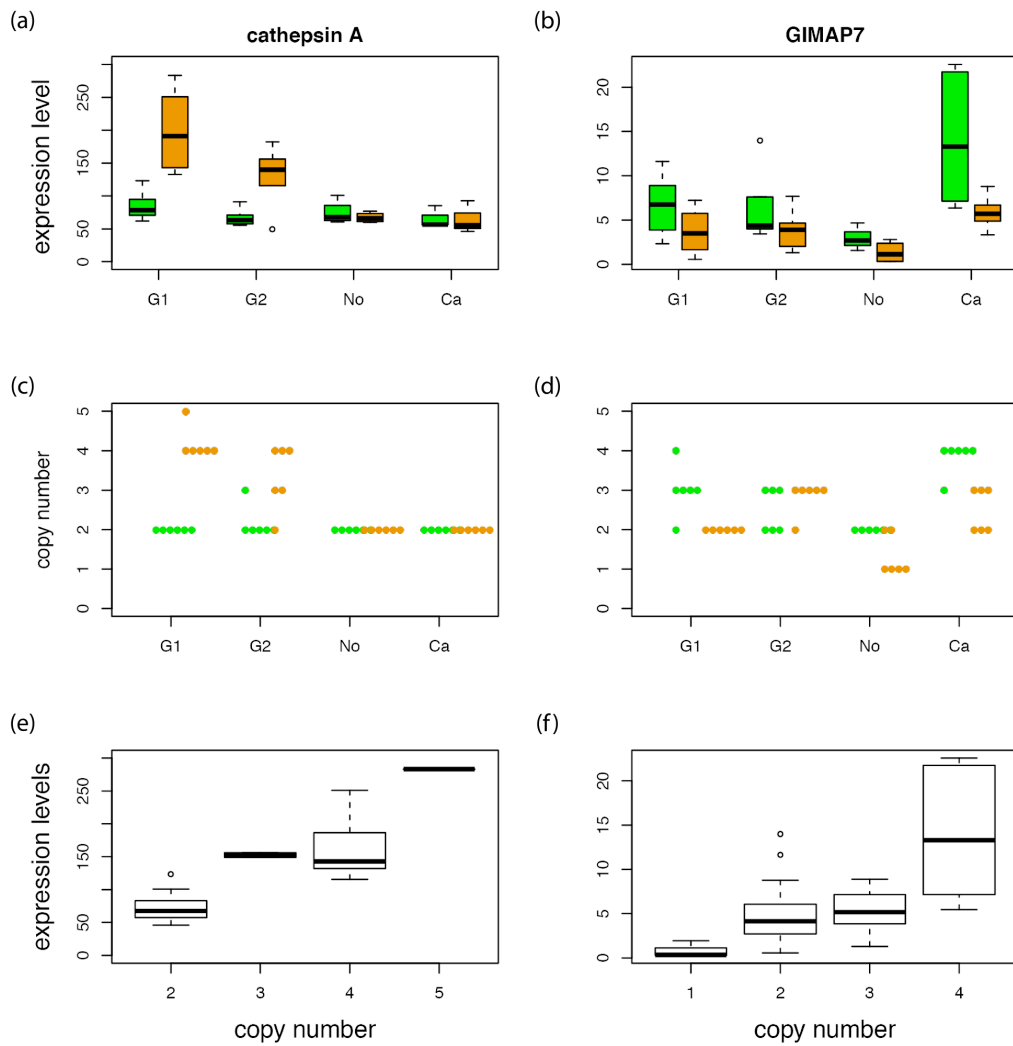 (a)
(b)
cathepsin A
GIMAP7
expression level
0
50
150
250
G1
G2
No
Ca
0
5
10
15
20
G1
G2
No
Ca
(c)
(d)
copy number
0
1
2
3
4
5
G1
G2
No
Ca
0
1
2
3
4
5
G1
G2
No
Ca
(e)
(f)
expression levels
0
50
150
250
2
3
4
5
copy number
0
5
10
15
20
1
2
3
4
copy number